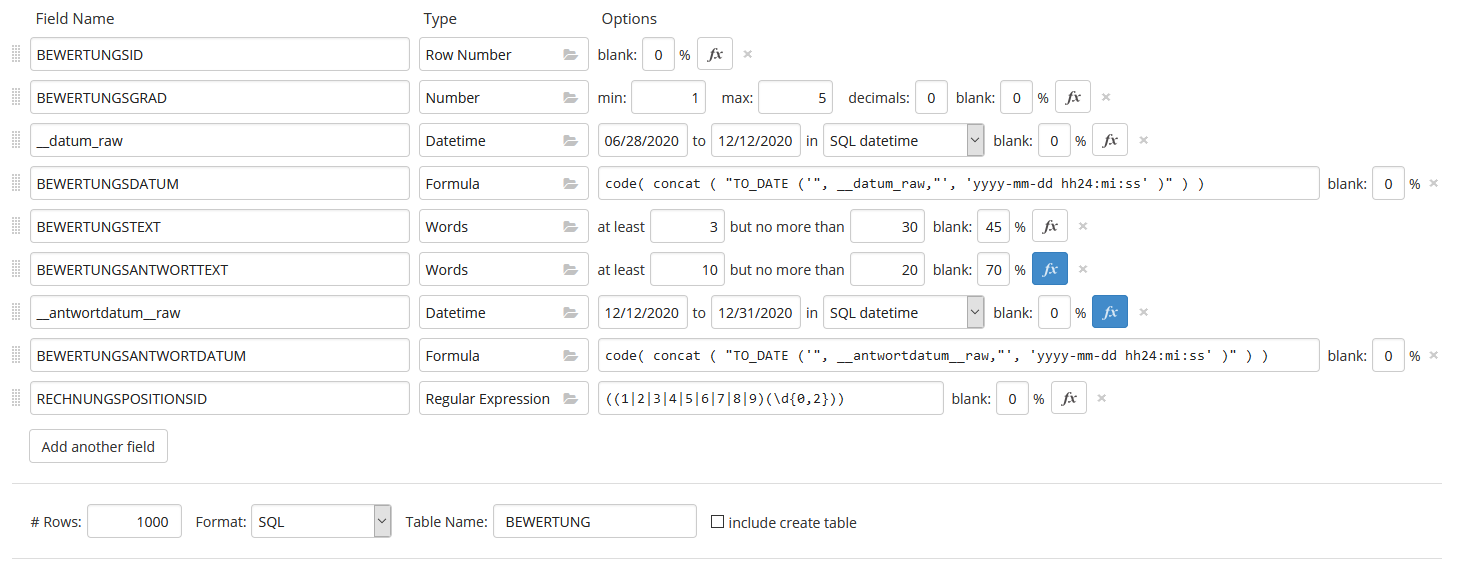 Field Name Type Options
BEWERTUNGSID Row Number blank: 0 % fx ×
BEWERTUNGSGRAD Number min: 1 max: 5 decimals: 0 blank: 0 % fx ×
__datum_raw Datetime 06/28/2020 to 12/12/2020 in SQL datetime blank: 0 % fx ×
BEWERTUNGSDATUM Formula code( concat ( "TO_DATE ('", __datum_raw,"', 'yyyy-mm-dd hh24:mi:ss' )" ) ) blank: 0 % ×
BEWERTUNGSTEXT Words at least 3 but no more than 30 blank: 45 % fx ×
BEWERTUNGSANTWORTTEXT Words at least 10 but no more than 20 blank: 70 % fx ×
__antwortdatum__raw Datetime 12/12/2020 to 12/31/2020 in SQL datetime blank: 0 % fx ×
BEWERTUNGSANTWORTDATUM Formula code( concat ( "TO_DATE ('", __antwortdatum__raw,"', 'yyyy-mm-dd hh24:mi:ss' )" ) ) blank: 0 % ×
RECHNUNGSPOSITIONSID Regular Expression ((1|2|3|4|5|6|7|8|9)(\d{0,2})) blank: 0 % fx ×
Add another field
# Rows: 1000 Format: SQL Table Name: BEWERTUNG include create table